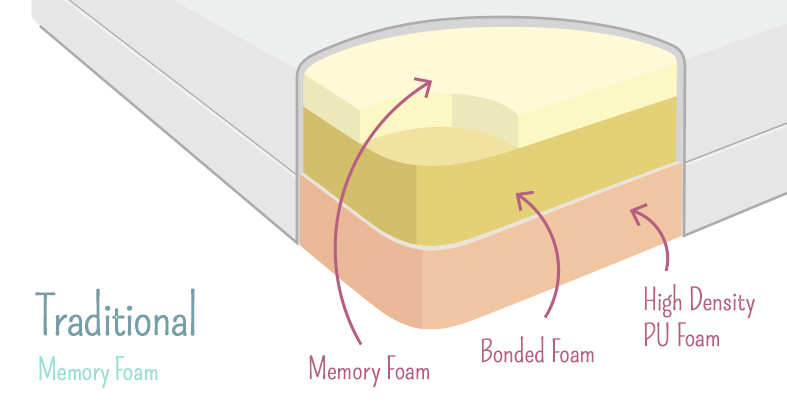 Traditional
Memory Foam
Memory Foam
Bonded Foam
High Density
PU Foam